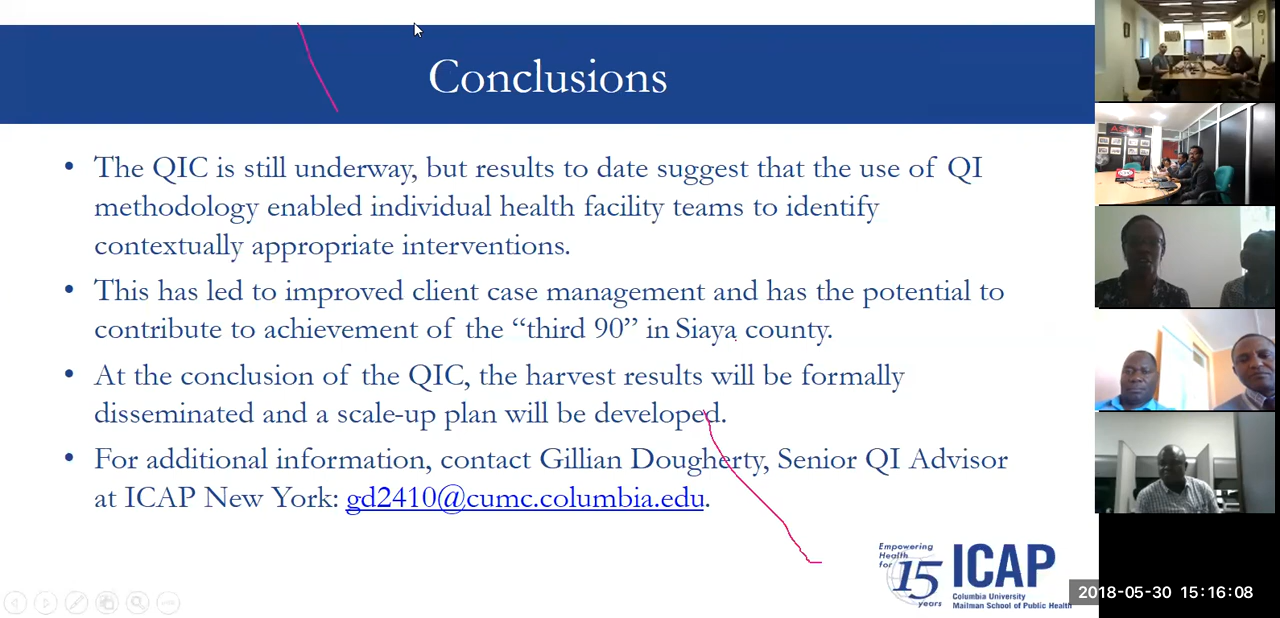 Conclusions
• The QIC is still underway, but results to date suggest that the use of QI
methodology enabled individual health facility teams to identify
contextually appropriate interventions.
• This has led to improved client case management and has the potential to
contribute to achievement of the “third 90” in Siaya county.
• At the conclusion of the QIC, the harvest results will be formally
disseminated and a scale-up plan will be developed.
• For additional information, contact Gillian Dougherty, Senior QI Advisor
at ICAP New York: gd2410@cumc.columbia.edu.
Empowering
Health
for
15
years
ICAP
Columbia University
Mailman School of Public Health
2018-05-30 15:16:08